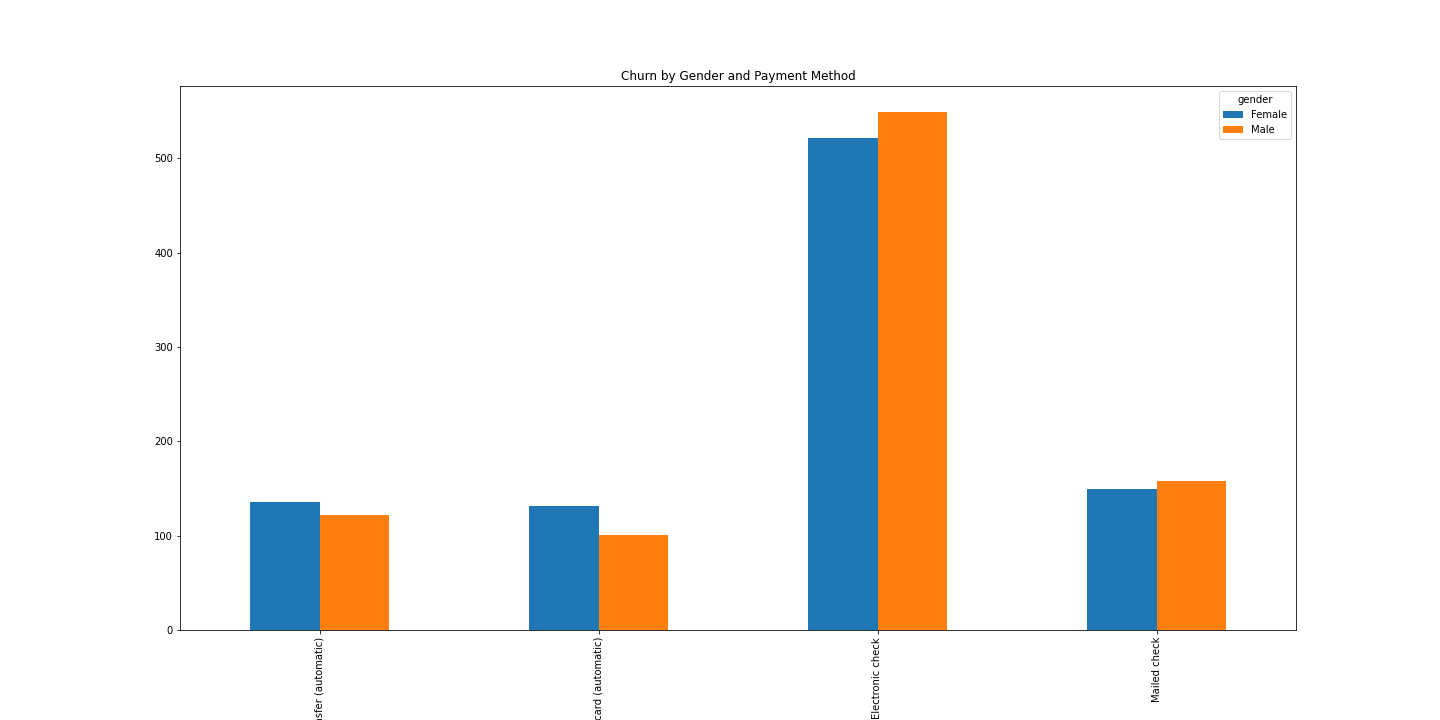 Churn by Gender and Payment Method
gender
Female
Male
500
400
300
200
100
0
sfer (automatic)
card (automatic)
Electronic check
Mailed check